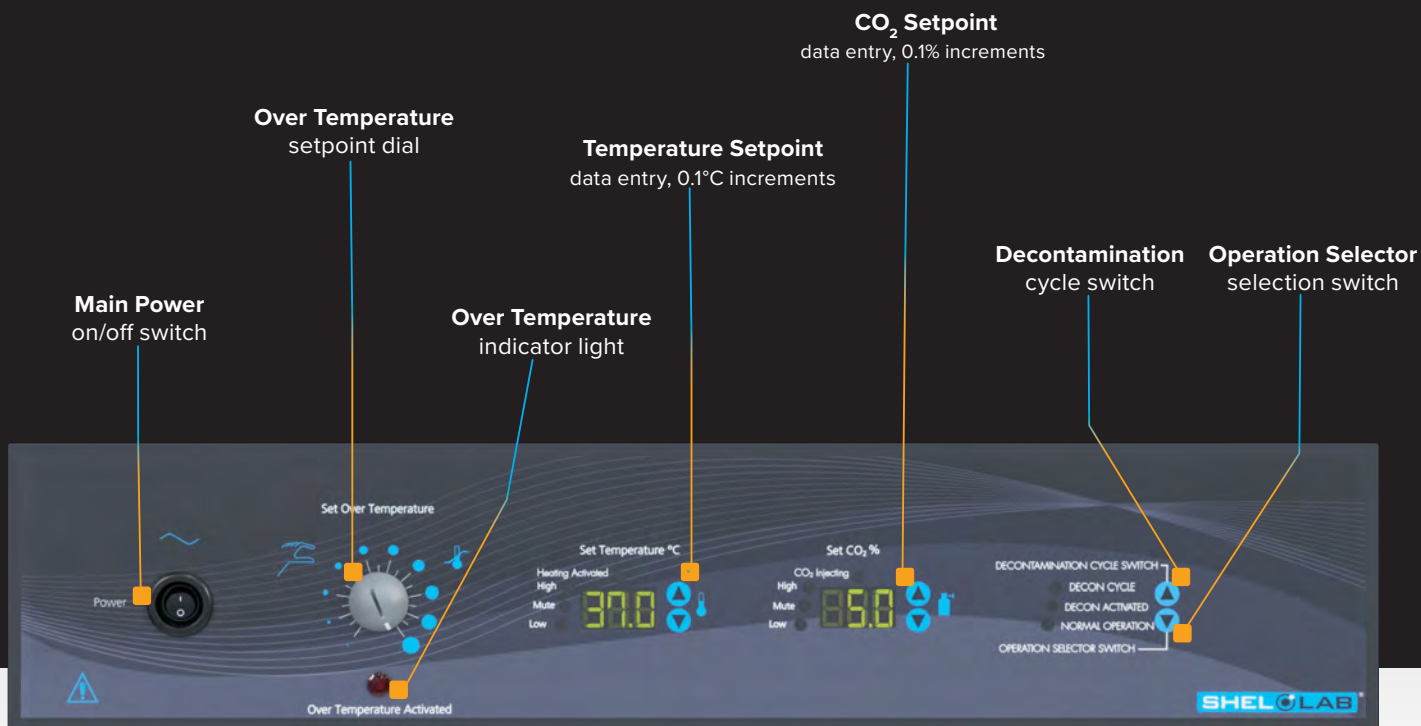 CO₂ Setpoint
data entry, 0.1% increments
Over Temperature
setpoint dial
Temperature Setpoint
data entry, 0.1°C increments
Decontamination
cycle switch
Operation Selector
selection switch
Main Power
on/off switch
Over Temperature
indicator light
Set Over Temperature
Power
I
O
Over Temperature Activated
Set Temperature °C
Heating Activated
High
Mute
Low
37.0
Set CO₂ %
CO₂ Injecting
High
Mute
Low
5.0
DECONTAMINATION CYCLE SWITCH
DECON CYCLE
DECON ACTIVATED
NORMAL OPERATION
OPERATION SELECTOR SWITCH
SHEL LAB